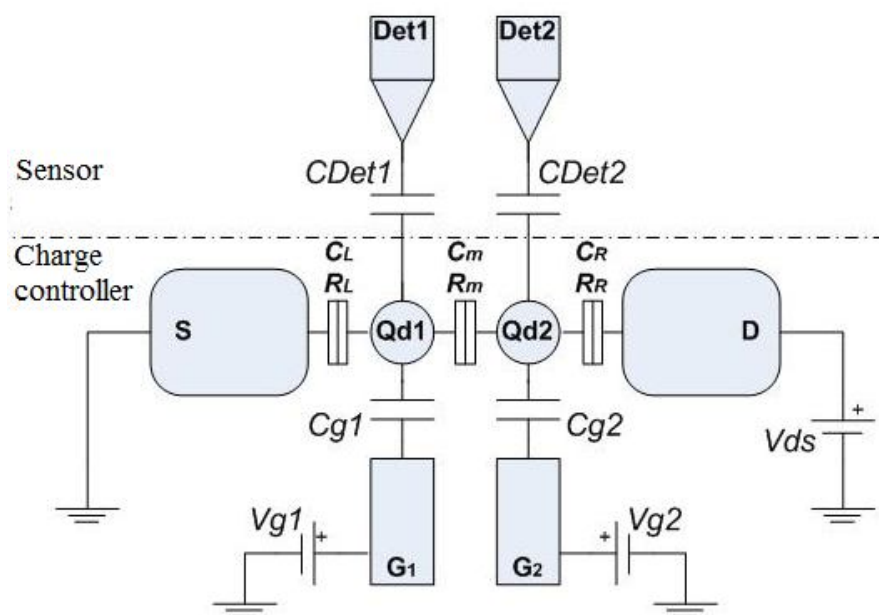 Det1 Det2
Sensor
CDet1 CDet2
Charge
controller
CL Cm CR
RL Rm RR
S Qd1 Qd2 D
Cg1 Cg2
+
Vds
Vg1 + + Vg2
G1 G2